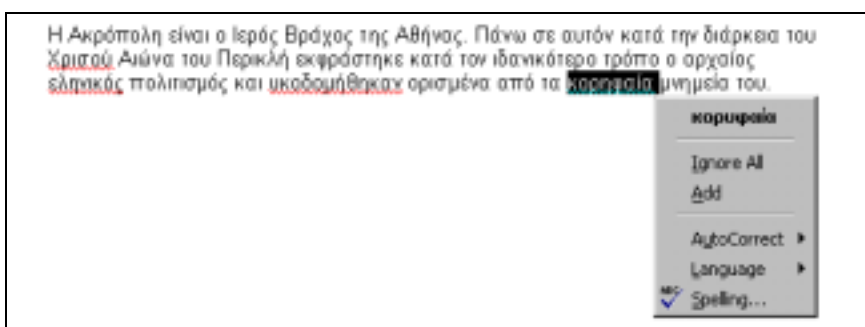 Η Ακρόπολη είναι ο Ιερός Βράχος της Αθήνας. Πάνω σε αυτόν κατά την διάρκεια του
Χρισού Αιώνα του Περικλή εκφράστηκε κατά τον ιδανικότερο τρόπο ο αρχαίος
εληνικός πολιτισμός και υκοδομήθηκαν ορισμένα από τα κορηφαία μνημεία του.
κορυφαία
Ignore All
Add
AutoCorrect
Language
ABC
Spelling...